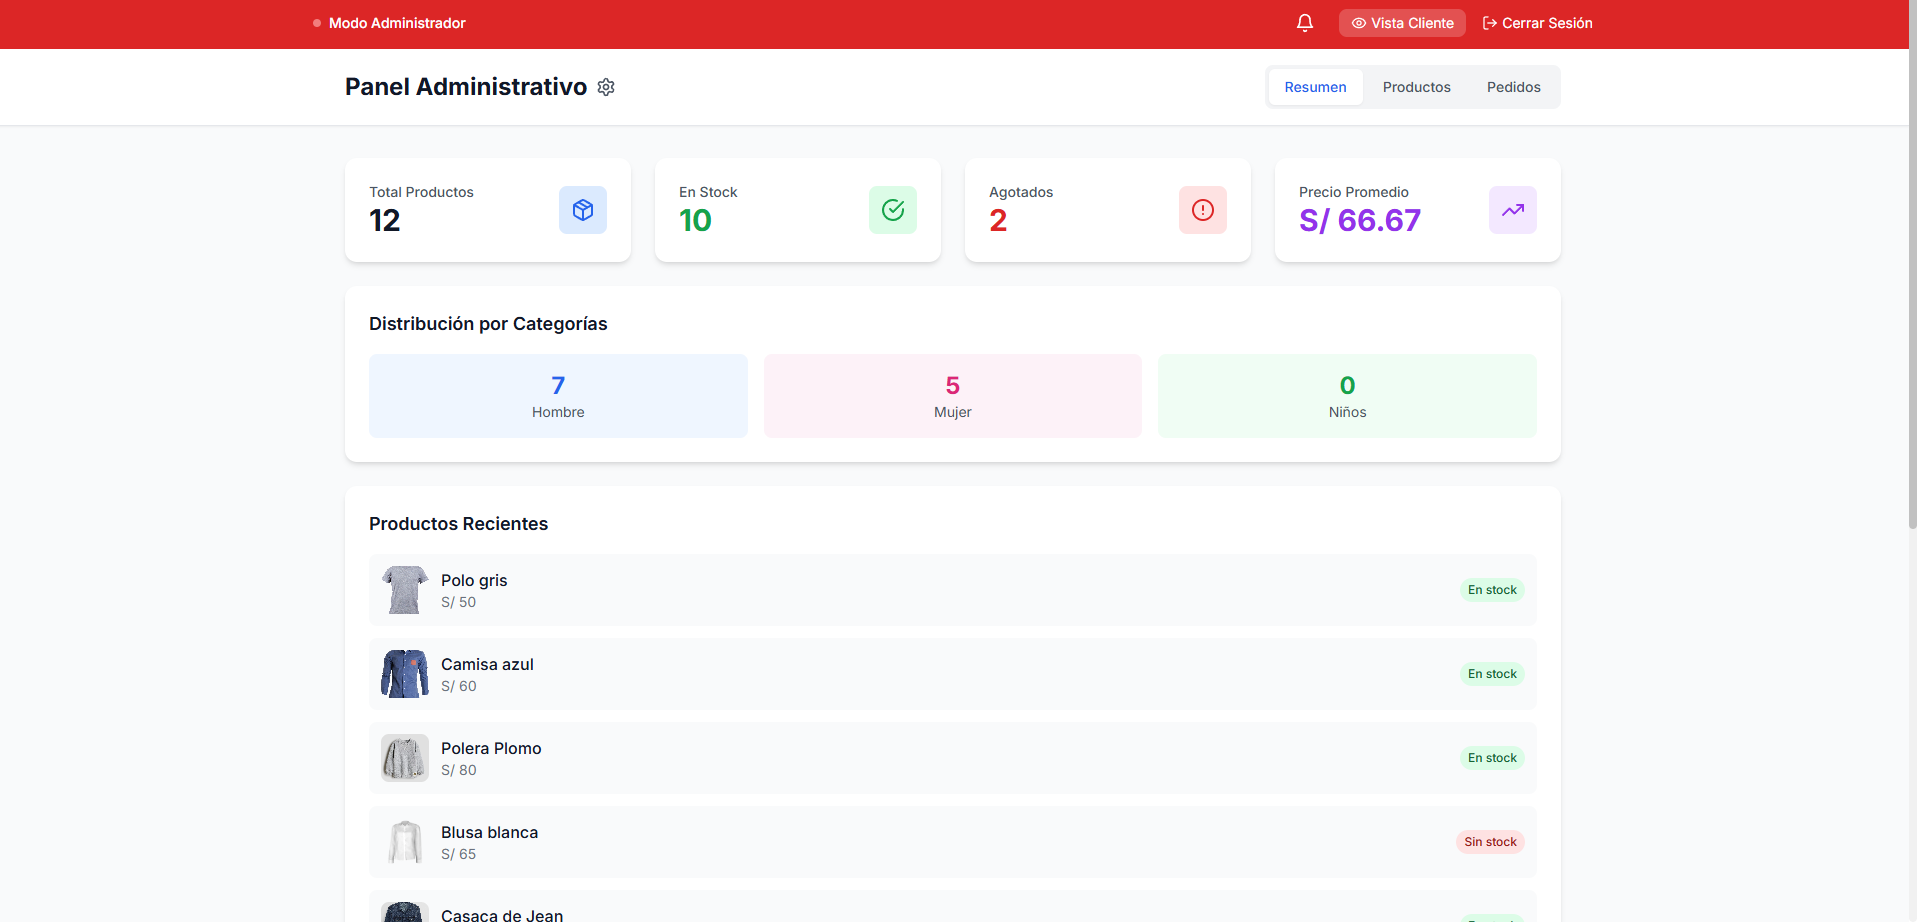 Modo Administrador
Vista Cliente
Cerrar Sesión
Panel Administrativo
Resumen
Productos
Pedidos
Total Productos
12
En Stock
10
Agotados
2
Precio Promedio
S/ 66.67
Distribución por Categorías
7
Hombre
5
Mujer
0
Niños
Productos Recientes
Polo gris
S/ 50
En stock
Camisa azul
S/ 60
En stock
Polera Plomo
S/ 80
En stock
Blusa blanca
S/ 65
Sin stock
Casaca de Jean